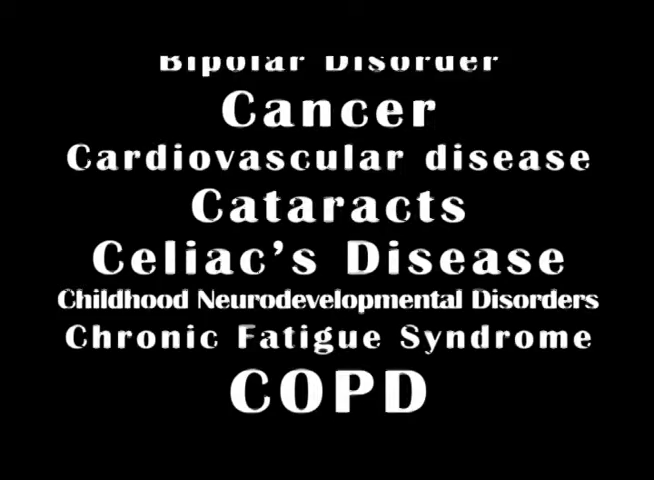 Bipolar Disorder
Cancer
Cardiovascular disease
Cataracts
Celiac’s Disease
Childhood Neurodevelopmental Disorders
Chronic Fatigue Syndrome
COPD